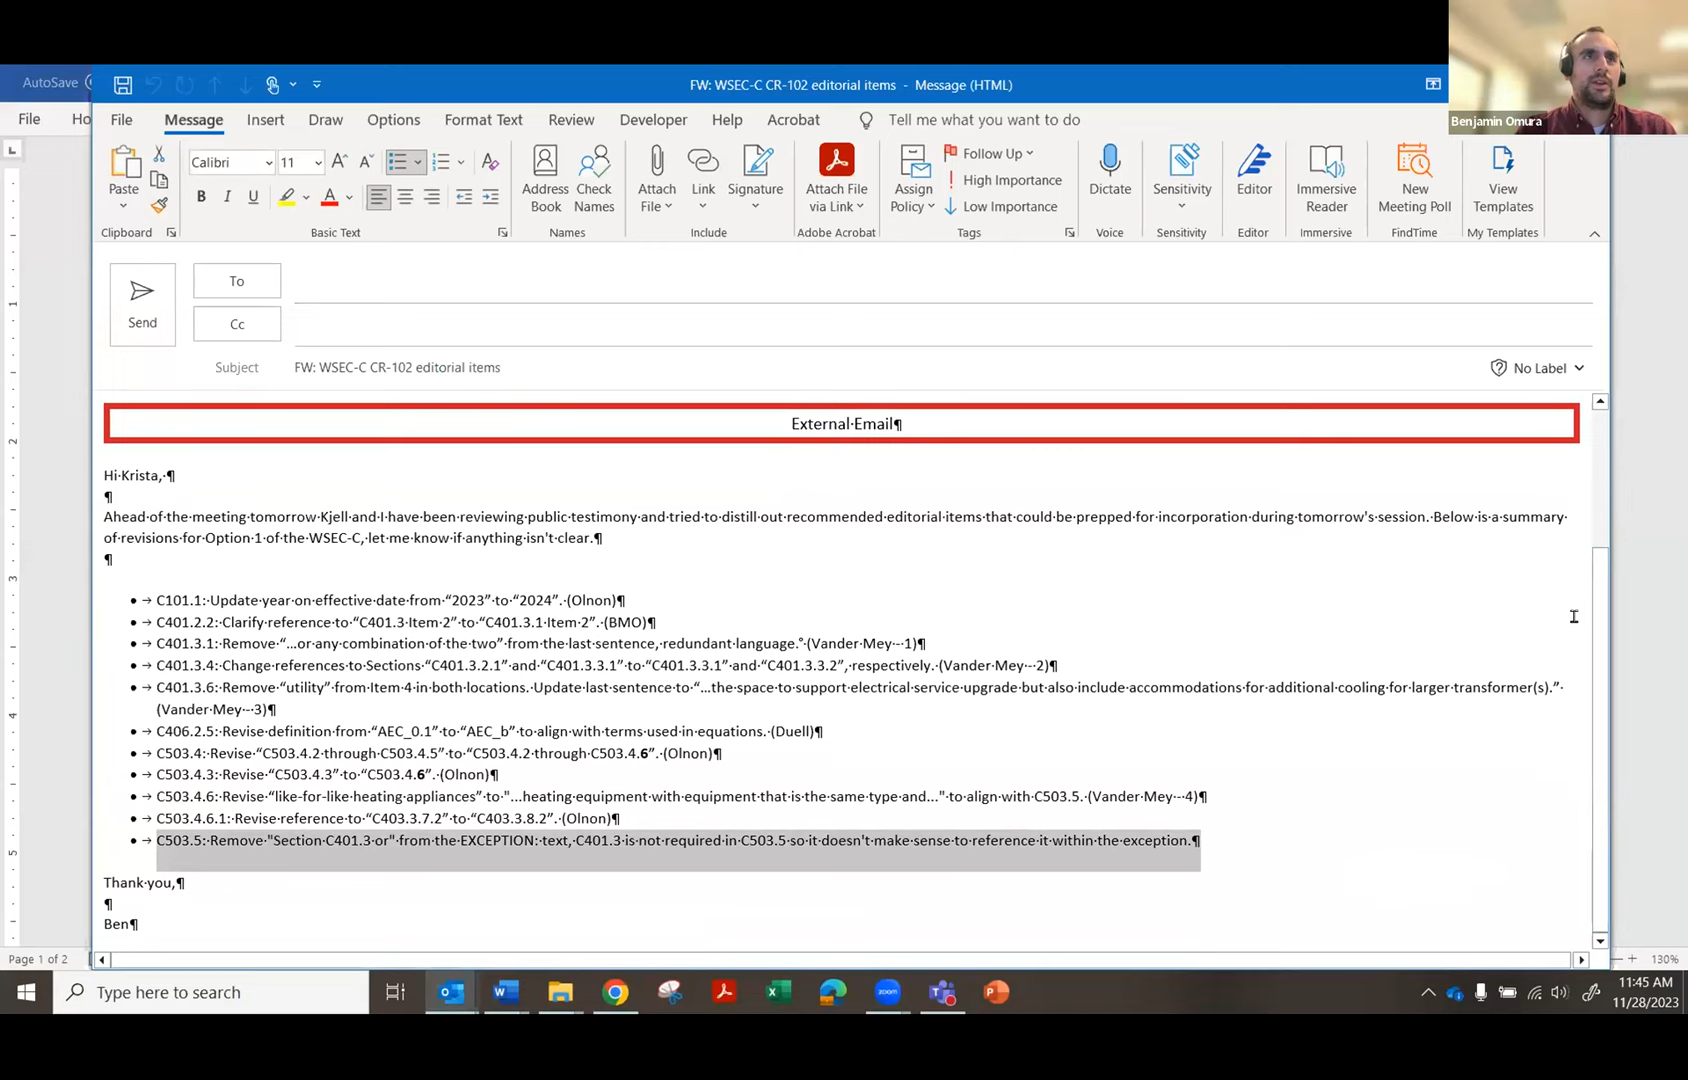 Benjamin Omura
AutoSave
FW: WSEC-C CR-102 editorial items - Message (HTML)
File
File Message Insert Draw Options Format Text Review Developer Help Acrobat Tell me what you want to do
Paste
Calibri 11
B I U A
Address Book
Check Names
Attach File
Link
Signature
Attach File via Link
Assign Policy
Follow Up
High Importance
Low Importance
Dictate
Sensitivity
Editor
Immersive Reader
New Meeting Poll
View Templates
Clipboard Basic Text Names Include Adobe Acrobat Tags Voice Sensitivity Editor Immersive FindTime My Templates
Send
To
Cc
Subject FW: WSEC-C CR-102 editorial items
No Label
External·Email¶
Hi·Krista,·¶
¶
Ahead·of·the·meeting·tomorrow·Kjell·and·I·have·been·reviewing·public·testimony·and·tried·to·distill·out·recommended·editorial·items·that·could·be·prepped·for·incorporation·during·tomorrow's·session.·Below·is·a·summary·
of·revisions·for·Option·1·of·the·WSEC-C,·let·me·know·if·anything·isn't·clear.¶
¶
•→C101.1:·Update·year·on·effective·date·from·“2023”·to·“2024”.·(Olnon)¶
•→C401.2.2:·Clarify·reference·to·“C401.3·Item·2”·to·“C401.3.1·Item·2”.·(BMO)¶
•→C401.3.1:·Remove·“…or·any·combination·of·the·two”·from·the·last·sentence,·redundant·language.°·(Vander·Mey·-·1)¶
•→C401.3.4:·Change·references·to·Sections·“C401.3.2.1”·and·“C401.3.3.1”·to·“C401.3.3.1”·and·“C401.3.3.2”,·respectively.·(Vander·Mey·-·2)¶
•→C401.3.6:·Remove·“utility”·from·Item·4·in·both·locations.·Update·last·sentence·to·“…the·space·to·support·electrical·service·upgrade·but·also·include·accommodations·for·additional·cooling·for·larger·transformer(s).”·
(Vander·Mey·-·3)¶
•→C406.2.5:·Revise·definition·from·“AEC_0.1”·to·“AEC_b”·to·align·with·terms·used·in·equations.·(Duell)¶
•→C503.4:·Revise·“C503.4.2·through·C503.4.5”·to·“C503.4.2·through·C503.4.6”.·(Olnon)¶
•→C503.4.3:·Revise·“C503.4.3”·to·“C503.4.6”.·(Olnon)¶
•→C503.4.6:·Revise·“like-for-like·heating·appliances”·to·"...heating·equipment·with·equipment·that·is·the·same·type·and..."·to·align·with·C503.5.·(Vander·Mey·-·4)¶
•→C503.4.6.1:·Revise·reference·to·“C403.3.7.2”·to·“C403.3.8.2”.·(Olnon)¶
•→C503.5:·Remove·"Section·C401.3·or"·from·the·EXCEPTION:·text,·C401.3·is·not·required·in·C503.5·so·it·doesn't·make·sense·to·reference·it·within·the·exception.¶
Thank·you,¶
¶
Ben¶
1
2
3
4
5
Page 1 of 2
130%
Type here to search
zoom
11:45 AM
11/28/2023